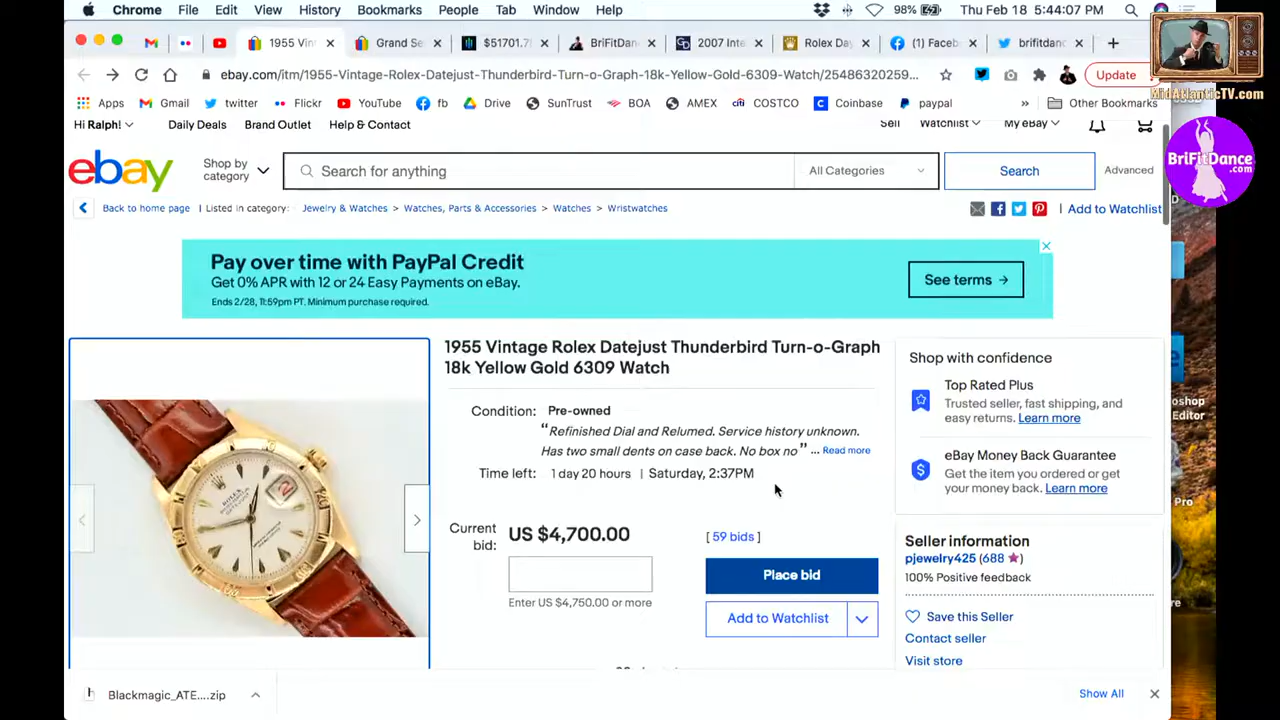 Chrome File Edit View History Bookmarks People Tab Window Help 98% Thu Feb 18 5:44:07 PM
1955 Vint Grand Se $51701.7 BriFitDan 2007 Inte Rolex Day (1) Faceb brifitdanc
ebay.com/itm/1955-Vintage-Rolex-Datejust-Thunderbird-Turn-o-Graph-18k-Yellow-Gold-6309-Watch/25486320259... Update
MidAtlanticTV.com
Apps Gmail twitter Flickr YouTube fb Drive SunTrust BOA AMEX COSTCO Coinbase paypal » Other Bookmarks
Hi Ralph! Daily Deals Brand Outlet Help & Contact Sell Watchlist My eBay
BriFitDance
.com
ebay Shop by category Search for anything All Categories Search Advanced
Back to home page | Listed in category: Jewelry & Watches > Watches, Parts & Accessories > Watches > Wristwatches | Add to Watchlist
Pay over time with PayPal Credit
Get 0% APR with 12 or 24 Easy Payments on eBay.
Ends 2/28, 11:59pm PT. Minimum purchase required.
See terms →
1955 Vintage Rolex Datejust Thunderbird Turn-o-Graph
18k Yellow Gold 6309 Watch
Condition: Pre-owned
“Refinished Dial and Relumed. Service history unknown.
Has two small dents on case back. No box no” ... Read more
Time left: 1 day 20 hours | Saturday, 2:37PM
Current
bid: US $4,700.00 [ 59 bids ]
Place bid
Enter US $4,750.00 or more
Add to Watchlist
Shop with confidence
Top Rated Plus
Trusted seller, fast shipping, and
easy returns. Learn more
eBay Money Back Guarantee
Get the item you ordered or get
your money back. Learn more
Seller information
pjewelry425 (688 )
100% Positive feedback
Save this Seller
Contact seller
Visit store
oshop
Editor
Pro
Blackmagic_ATE....zip
Show All